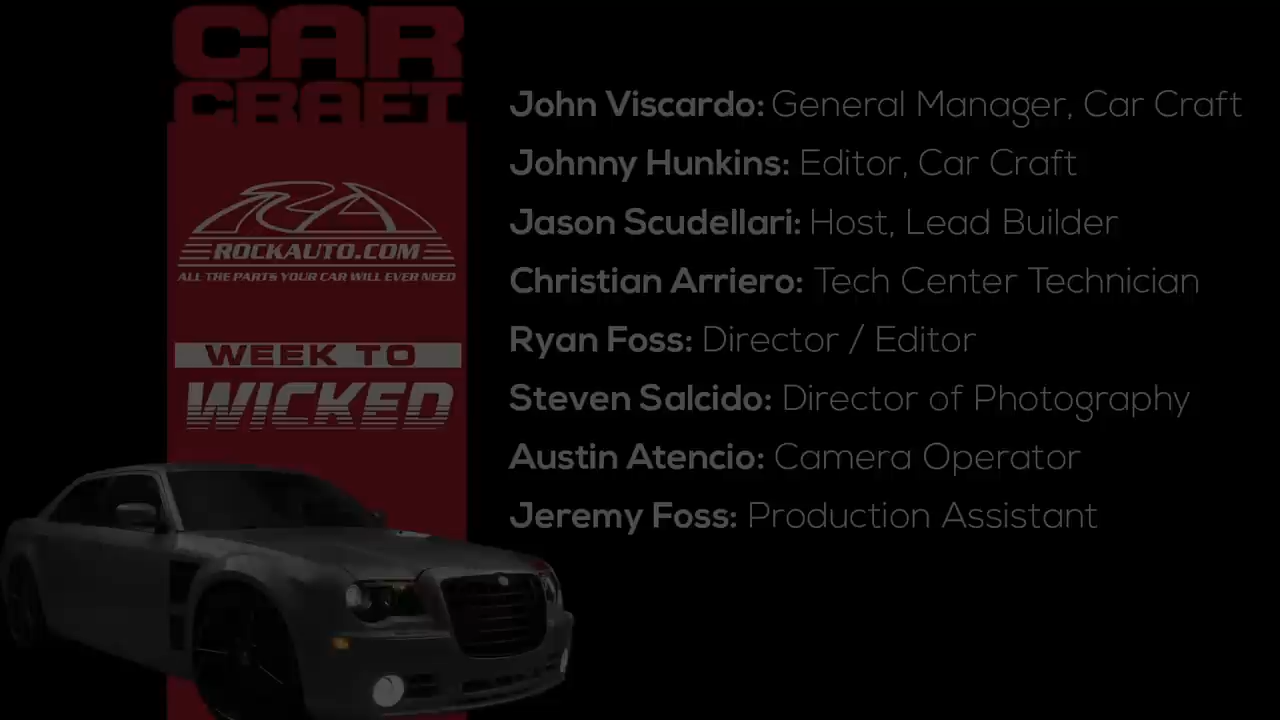 CAR
CRAFT
RA
ROCKAUTO.COM
ALL THE PARTS YOUR CAR WILL EVER NEED
WEEK TO
WICKED
John Viscardo: General Manager, Car Craft
Johnny Hunkins: Editor, Car Craft
Jason Scudellari: Host, Lead Builder
Christian Arriero: Tech Center Technician
Ryan Foss: Director / Editor
Steven Salcido: Director of Photography
Austin Atencio: Camera Operator
Jeremy Foss: Production Assistant